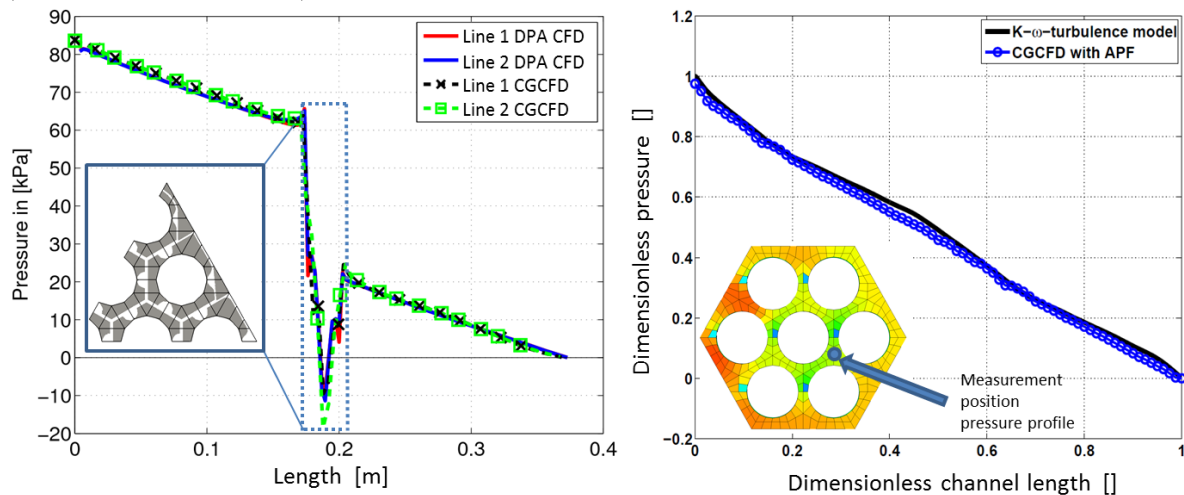 90
80
70
60
50
40
30
20
10
0
−10
−20
Pressure in [kPa]
0
0.1
0.2
0.3
0.4
Length [m]
Line 1 DPA CFD
Line 2 DPA CFD
Line 1 CGCFD
Line 2 CGCFD
1.2
1
0.8
0.6
0.4
0.2
0
-0.2
Dimensionless pressure []
0
0.2
0.4
0.6
0.8
1
Dimensionless channel length []
K-ω-turbulence model
CGCFD with APF
Measurement
position
pressure profile